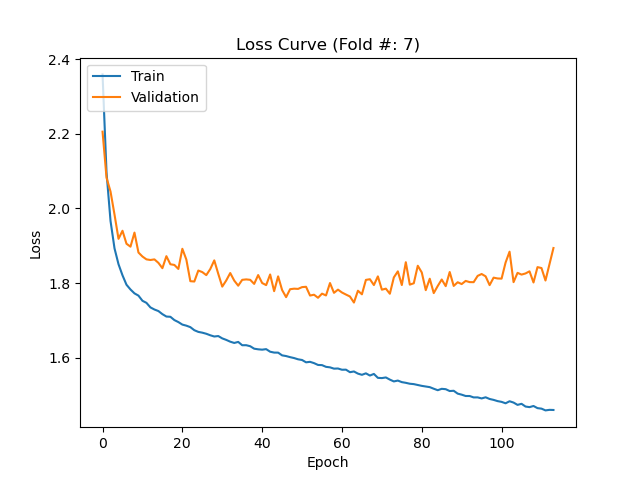 Loss Curve (Fold #: 7)
Train
Validation
2.4
2.2
2.0
1.8
1.6
Loss
0 20 40 60 80 100
Epoch